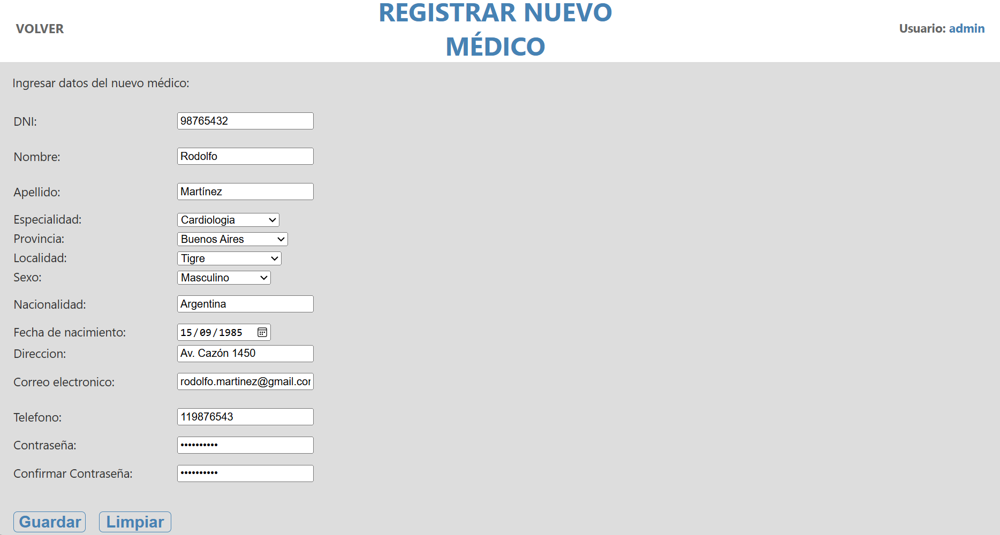 VOLVER
REGISTRAR NUEVO
MÉDICO
Usuario: admin
Ingresar datos del nuevo médico:
DNI: 98765432
Nombre: Rodolfo
Apellido: Martínez
Especialidad: Cardiologia
Provincia: Buenos Aires
Localidad: Tigre
Sexo: Masculino
Nacionalidad: Argentina
Fecha de nacimiento: 15/09/1985
Direccion: Av. Cazón 1450
Correo electronico: rodolfo.martinez@gmail.cor
Telefono: 119876543
Contraseña: ••••••••••
Confirmar Contraseña: ••••••••••
Guardar Limpiar